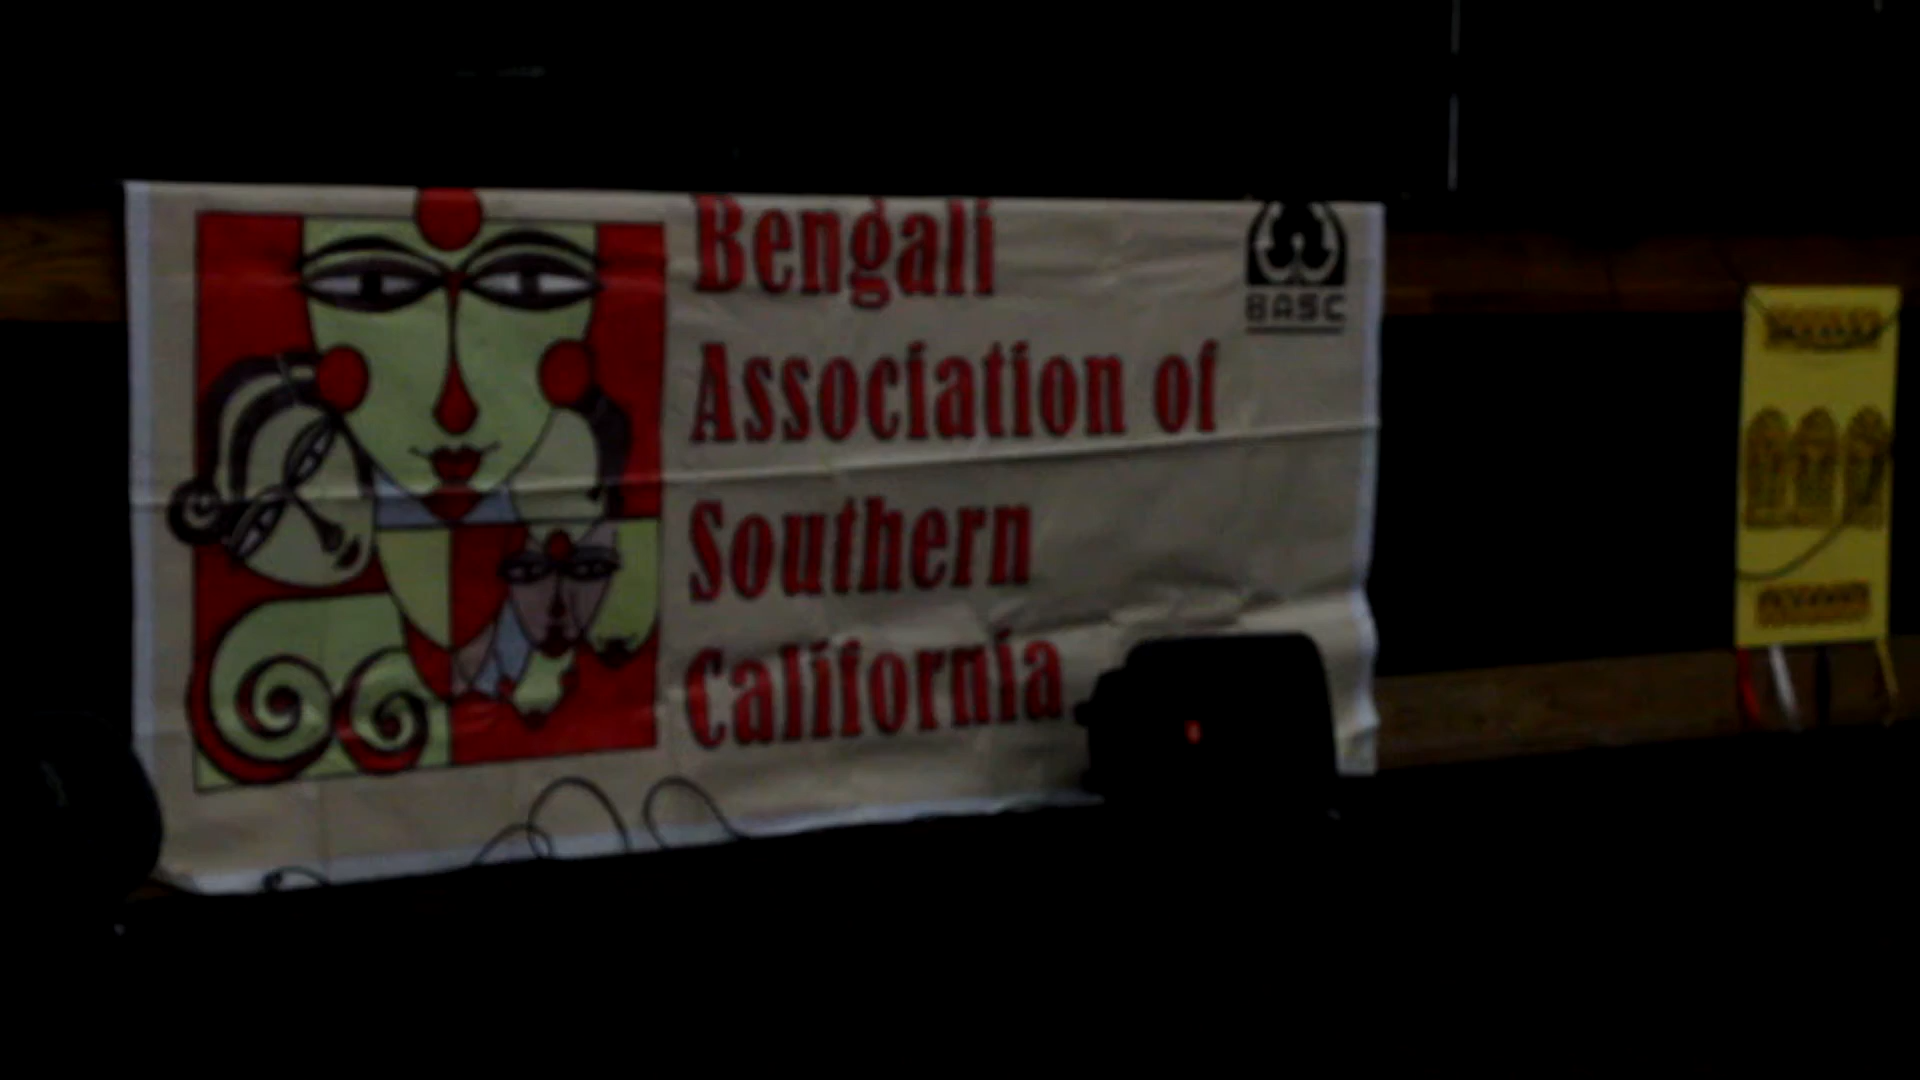 Bengali
Association of
Southern
California
BASC